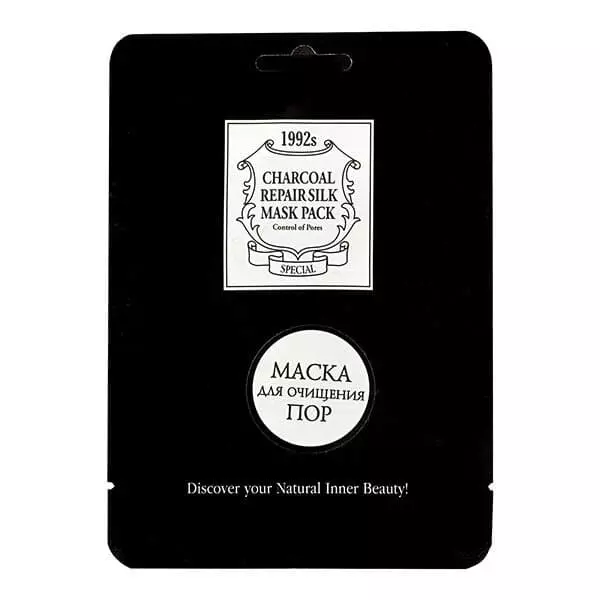 1992s
CHARCOAL
REPAIR SILK
MASK PACK
Control of Pores
SPECIAL
МАСКА
для очищения
ПОР
Discover your Natural Inner Beauty!